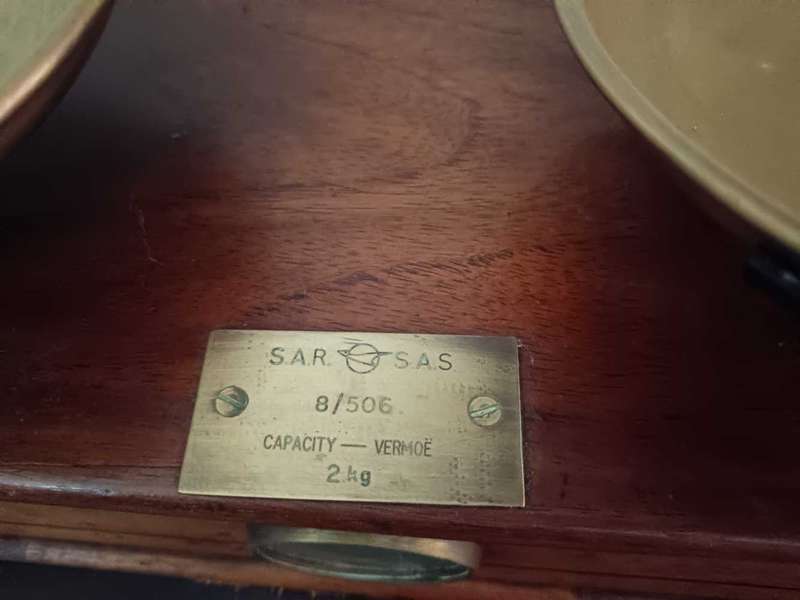 S.A.R. S.A.S
8/506
CAPACITY — VERMOË
2 kg